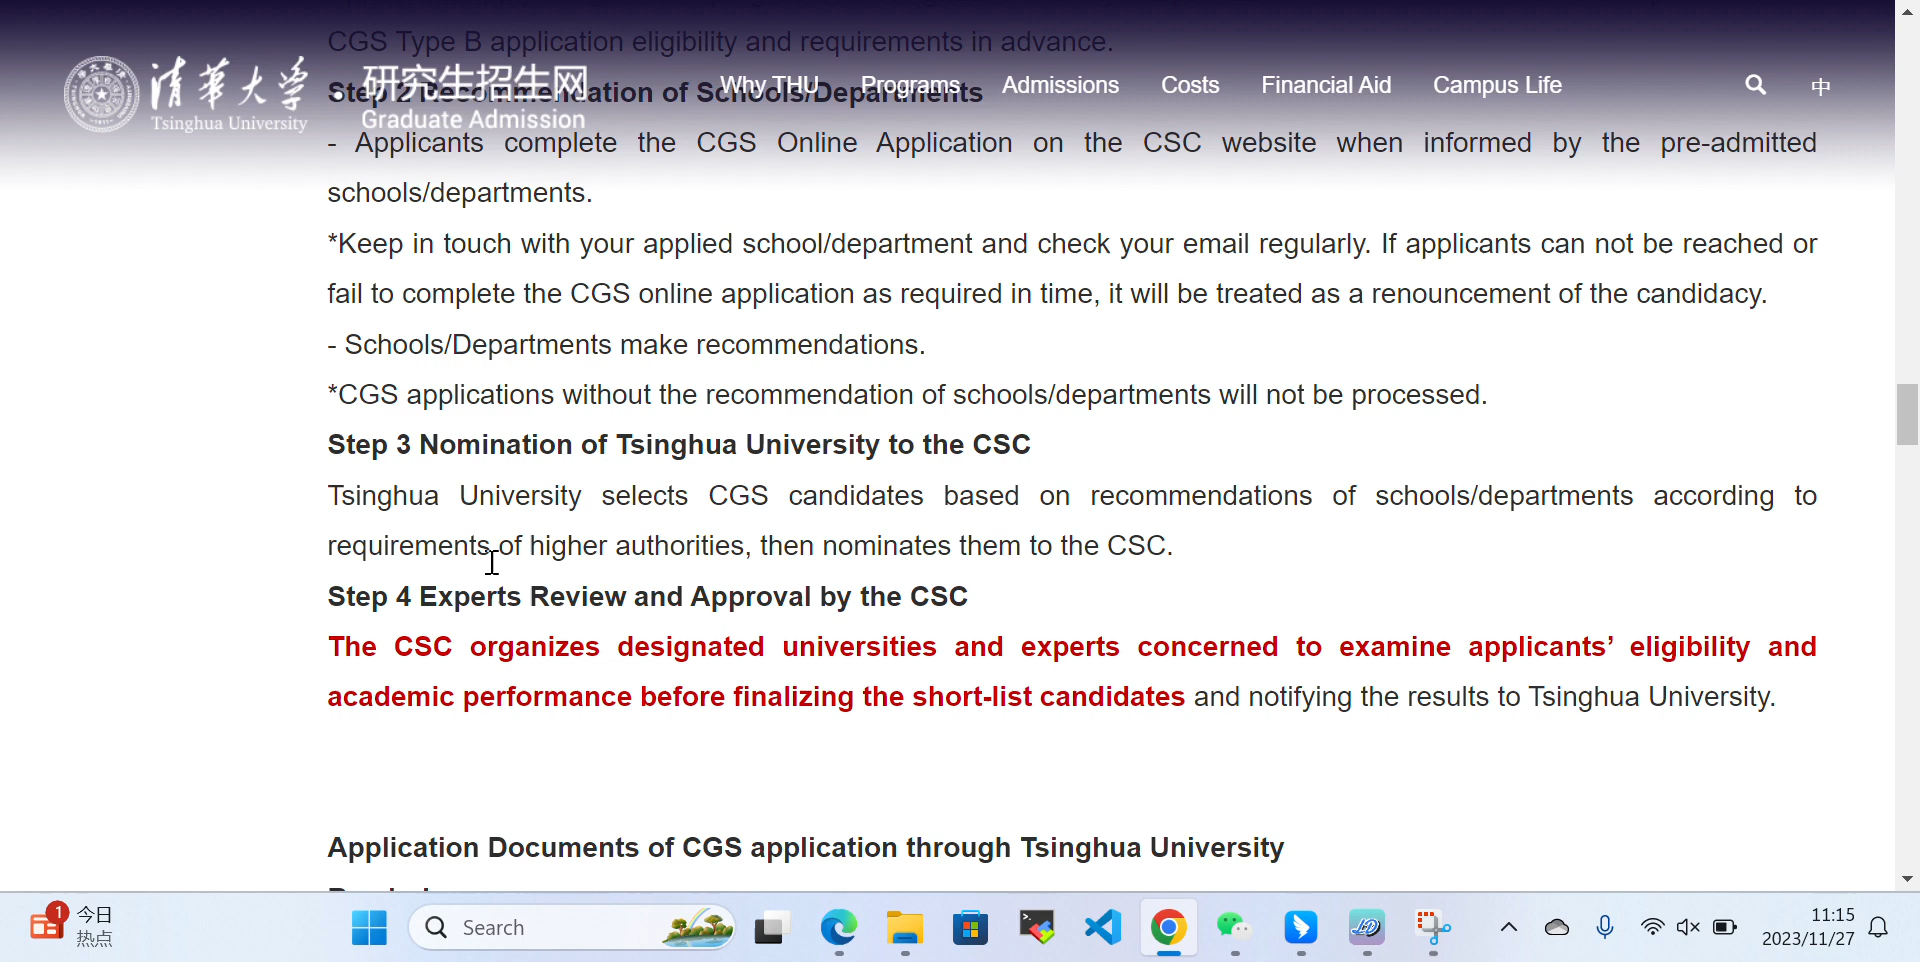 CGS Type B application eligibility and requirements in advance.
清华大学
Tsinghua University
研究生招生网
Graduate Admission
Why THU
Programs
Admissions
Costs
Financial Aid
Campus Life
中
Step 2 Recommendation of Schools/Departments
- Applicants complete the CGS Online Application on the CSC website when informed by the pre-admitted
schools/departments.
*Keep in touch with your applied school/department and check your email regularly. If applicants can not be reached or
fail to complete the CGS online application as required in time, it will be treated as a renouncement of the candidacy.
- Schools/Departments make recommendations.
*CGS applications without the recommendation of schools/departments will not be processed.
Step 3 Nomination of Tsinghua University to the CSC
Tsinghua University selects CGS candidates based on recommendations of schools/departments according to
requirements of higher authorities, then nominates them to the CSC.
Step 4 Experts Review and Approval by the CSC
The CSC organizes designated universities and experts concerned to examine applicants’ eligibility and
academic performance before finalizing the short-list candidates and notifying the results to Tsinghua University.
Application Documents of CGS application through Tsinghua University
1
今日
热点
Search
11:15
2023/11/27